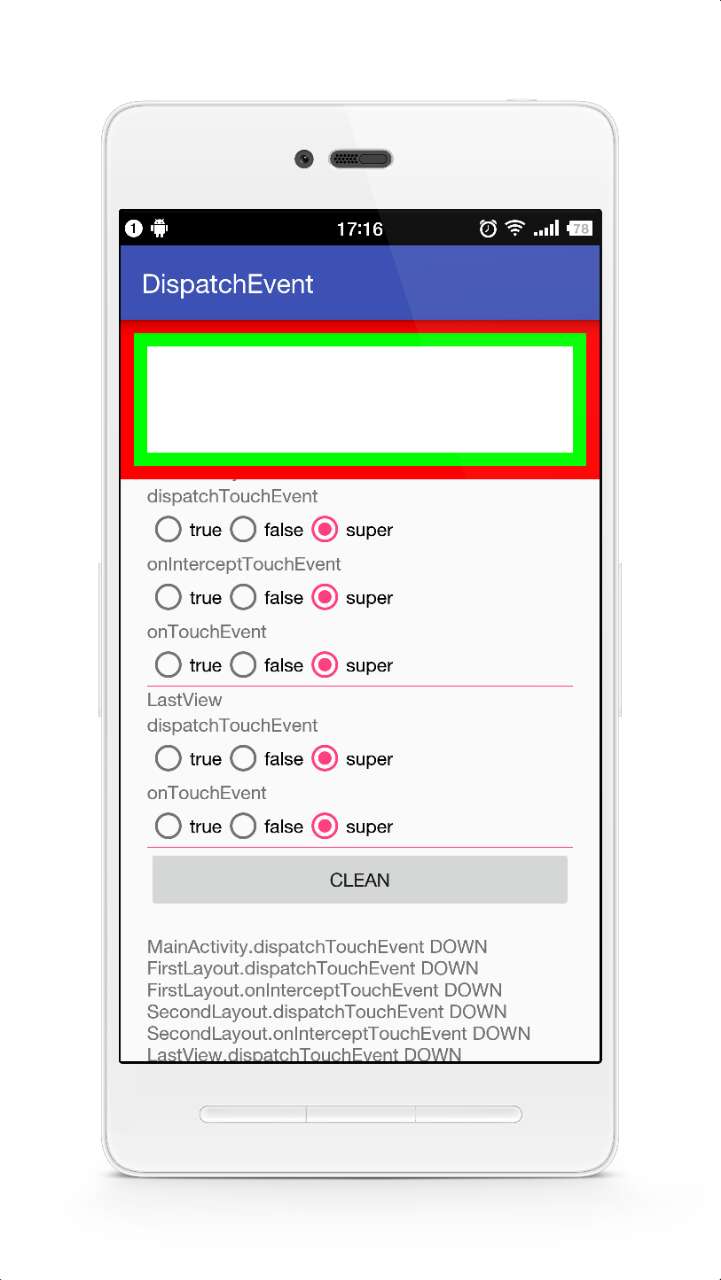 1 17:16 78
DispatchEvent
dispatchTouchEvent
true false super
onInterceptTouchEvent
true false super
onTouchEvent
true false super
LastView
dispatchTouchEvent
true false super
onTouchEvent
true false super
CLEAN
MainActivity.dispatchTouchEvent DOWN
FirstLayout.dispatchTouchEvent DOWN
FirstLayout.onInterceptTouchEvent DOWN
SecondLayout.dispatchTouchEvent DOWN
SecondLayout.onInterceptTouchEvent DOWN
LastView.dispatchTouchEvent DOWN